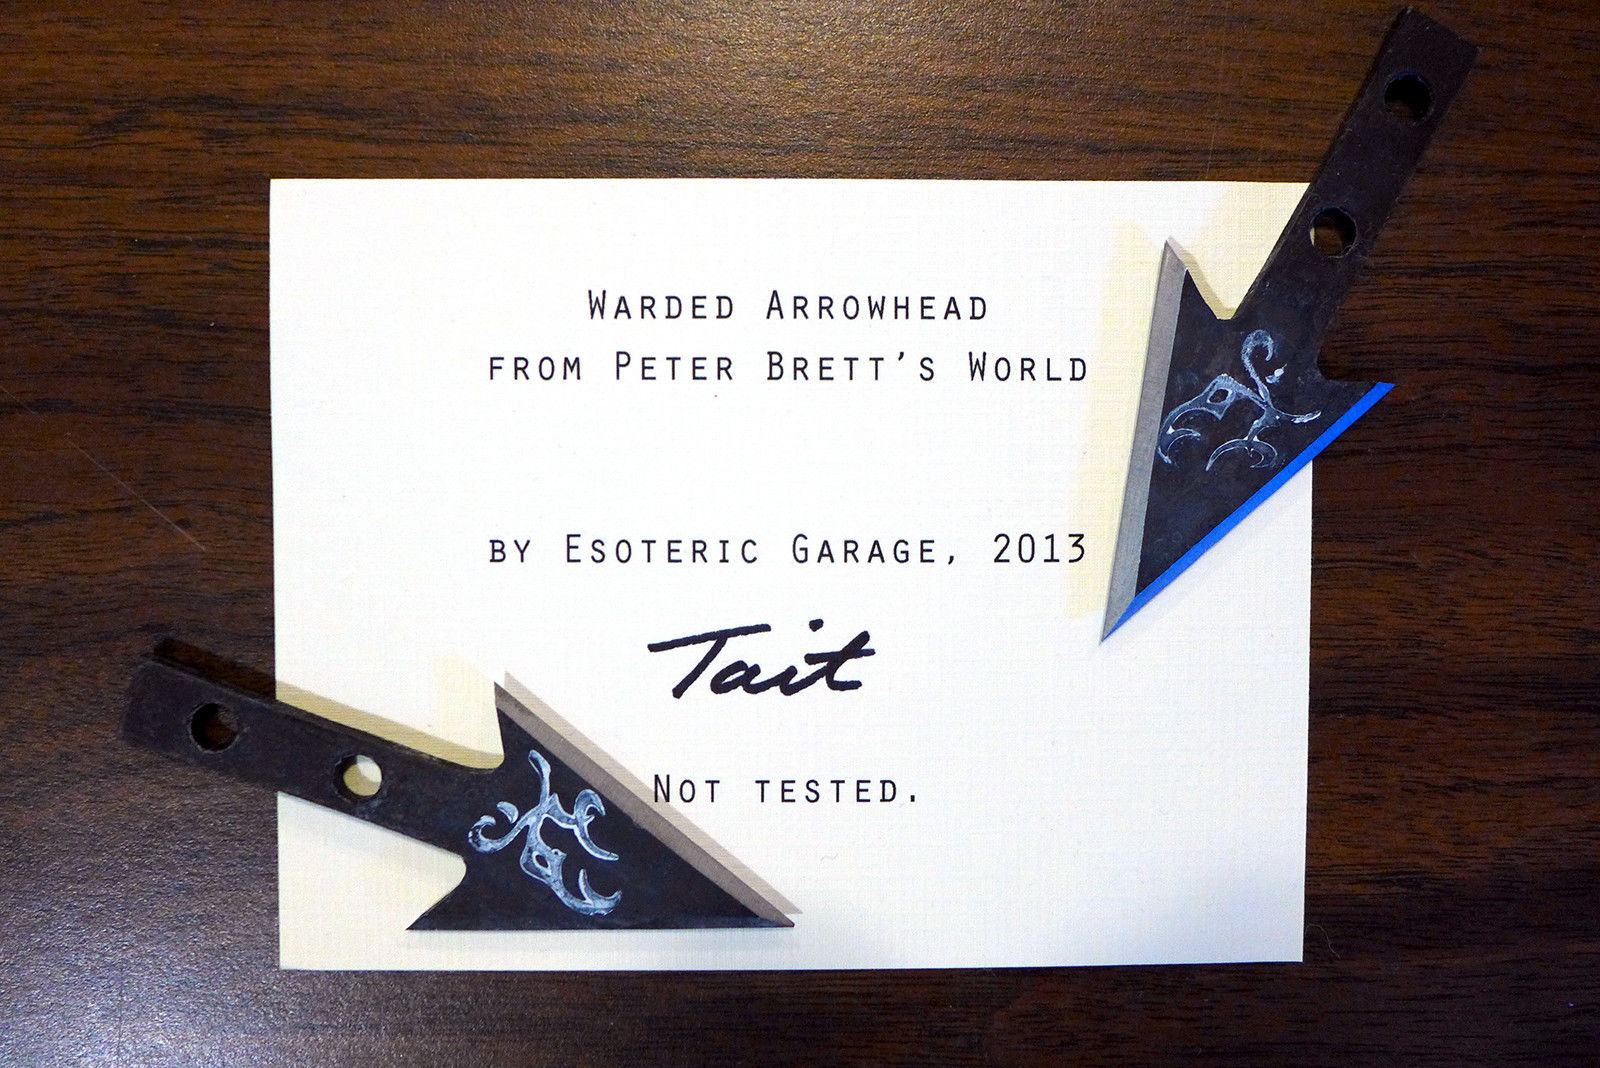 WARDED ARROWHEAD
FROM PETER BRETT'S WORLD
BY ESOTERIC GARAGE, 2013
Tait
NOT TESTED.